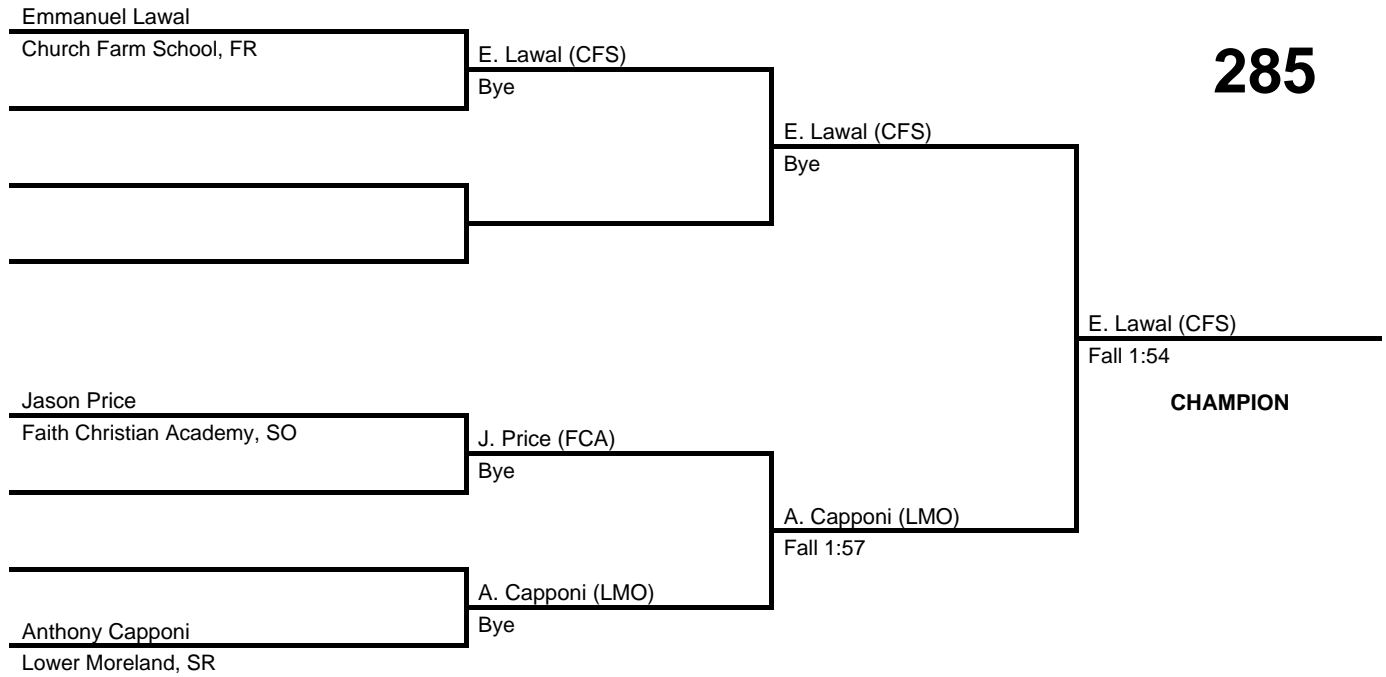 Emmanuel Lawal
Church Farm School, FR
E. Lawal (CFS)
Bye
285
E. Lawal (CFS)
Bye
E. Lawal (CFS)
Fall 1:54
CHAMPION
Jason Price
Faith Christian Academy, SO
J. Price (FCA)
Bye
A. Capponi (LMO)
Fall 1:57
A. Capponi (LMO)
Bye
Anthony Capponi
Lower Moreland, SR